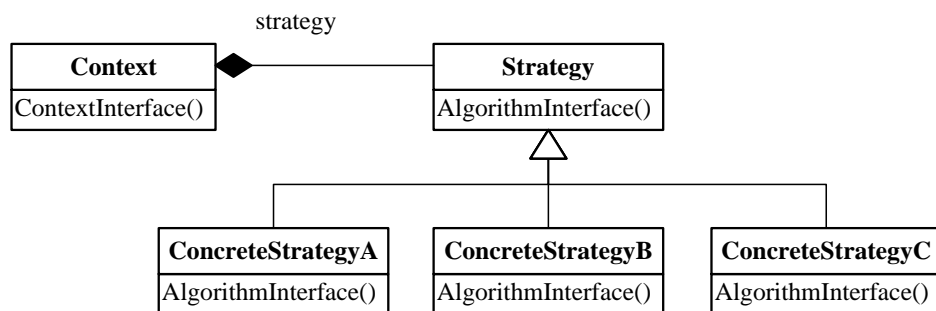 strategy
Context
ContextInterface()
Strategy
AlgorithmInterface()
ConcreteStrategyA
AlgorithmInterface()
ConcreteStrategyB
AlgorithmInterface()
ConcreteStrategyC
AlgorithmInterface()